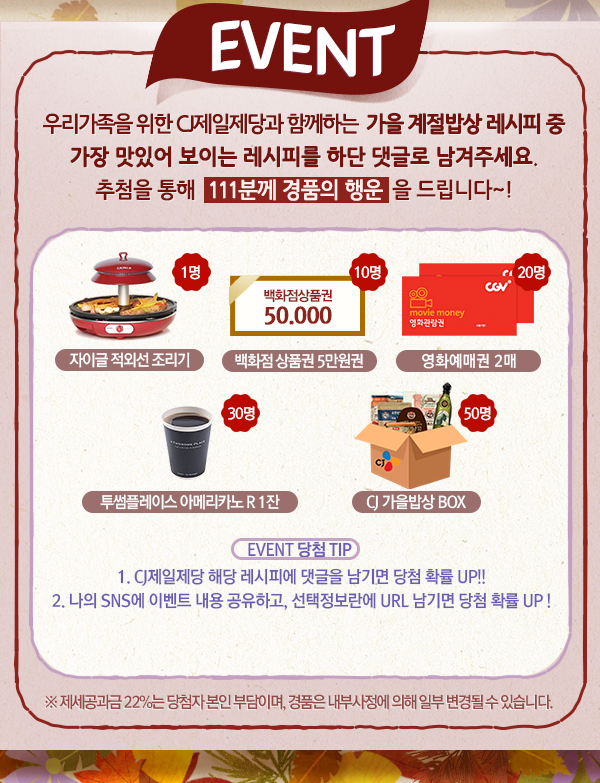 EVENT
우리가족을 위한 CJ제일제당과 함께하는 가을 계절밥상 레시피 중
가장 맛있어 보이는 레시피를 하단 댓글로 남겨주세요.
추첨을 통해 111분께 경품의 행운 을 드립니다~!
1명
10명
20명
백화점상품권
50.000
CGV
movie money
영화관람권
자이글 적외선 조리기
백화점 상품권 5만원권
영화예매권 2매
30명
50명
A TWOSOME PLACE
CJ
투썸플레이스 아메리카노 R 1잔
CJ 가을밥상 BOX
EVENT 당첨 TIP
1. CJ제일제당 해당 레시피에 댓글을 남기면 당첨 확률 UP!!
2. 나의 SNS에 이벤트 내용 공유하고, 선택정보란에 URL 남기면 당첨 확률 UP !
※ 제세공과금 22%는 당첨자 본인 부담이며, 경품은 내부사정에 의해 일부 변경될 수 있습니다.